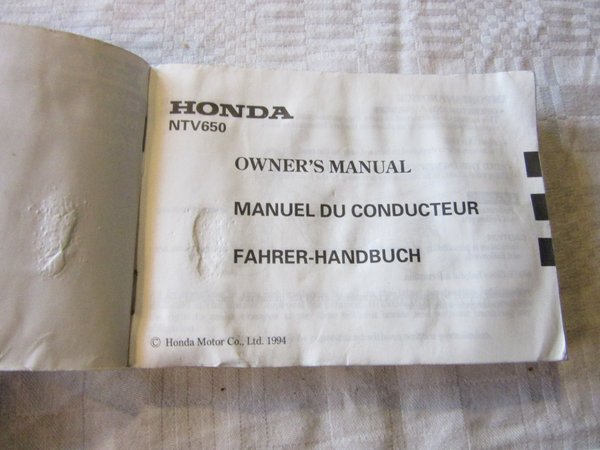 HONDA
NTV650
OWNER'S MANUAL
MANUEL DU CONDUCTEUR
FAHRER-HANDBUCH
© Honda Motor Co., Ltd. 1994